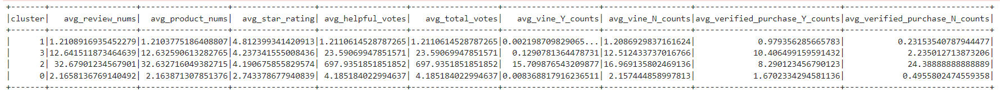 +-------+------------------+------------------+-----------------+-----------------+-----------------+--------------------+------------------+-----------------------------+-----------------------------+
|cluster|   avg_review_nums|  avg_product_nums|  avg_star_rating|avg_helpful_votes|  avg_total_votes|   avg_vine_Y_counts| avg_vine_N_counts|avg_verified_purchase_Y_counts|avg_verified_purchase_N_counts|
+-------+------------------+------------------+-----------------+-----------------+-----------------+--------------------+------------------+-----------------------------+-----------------------------+
|      1|1.2108916935452279|1.2103775186408807|4.812399341420913|1.2110614528787265|1.2110614528787265|0.002198709829065...|1.2086929837161624|            0.979356285665783|           0.23153540787944477|
|      3|12.641511873464639|12.632590613282765|4.237341555008436| 23.59069947851571| 23.59069947851571|  0.1290781364478731|12.512433737016766|           10.406499159591432|            2.235012713873206|
|      2| 32.67901234567901|32.632716049382715|4.190675855829574| 697.9351851851852| 697.9351851851852|  15.709876543209877|16.969135802469136|            8.290123456790123|            24.38888888888889|
|      0|2.1658136769140492| 2.163871307851376|2.743378677940839| 4.185184022994637| 4.185184022994637|0.008368817916236511| 2.157444858997813|           1.6702334294581136|           0.4955802474559358|
+-------+------------------+------------------+-----------------+-----------------+-----------------+--------------------+------------------+-----------------------------+-----------------------------+